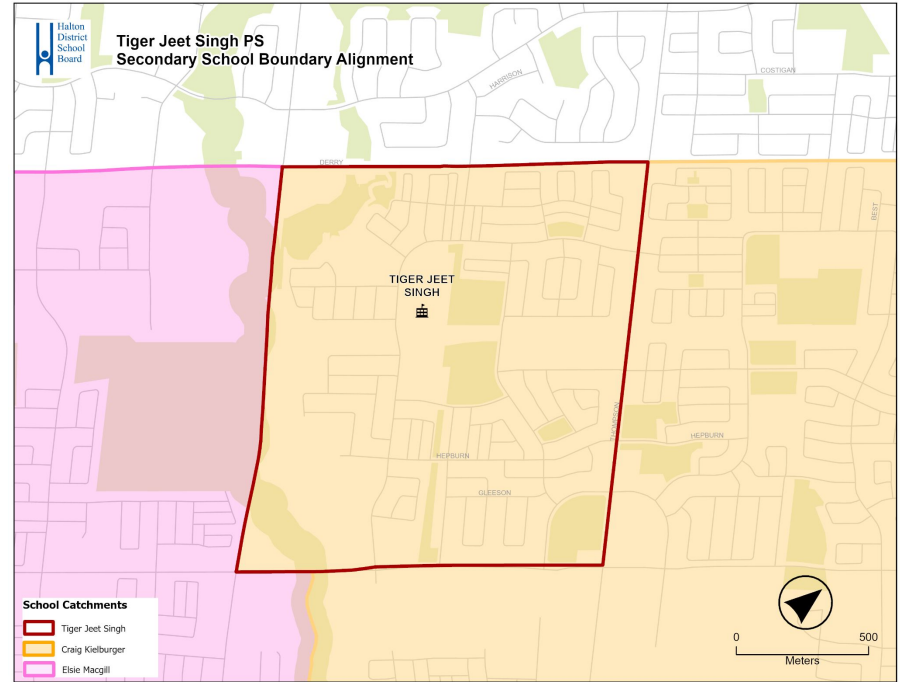 Halton
District
School
Board
Tiger Jeet Singh PS
Secondary School Boundary Alignment
HARRISON
COSTIGAN
DERRY
BEST
TIGER JEET
SINGH
THOMPSON
HEPBURN
HEPBURN
GLEESON
School Catchments
Tiger Jeet Singh
Craig Kielburger
Elsie Macgill
0 500
Meters